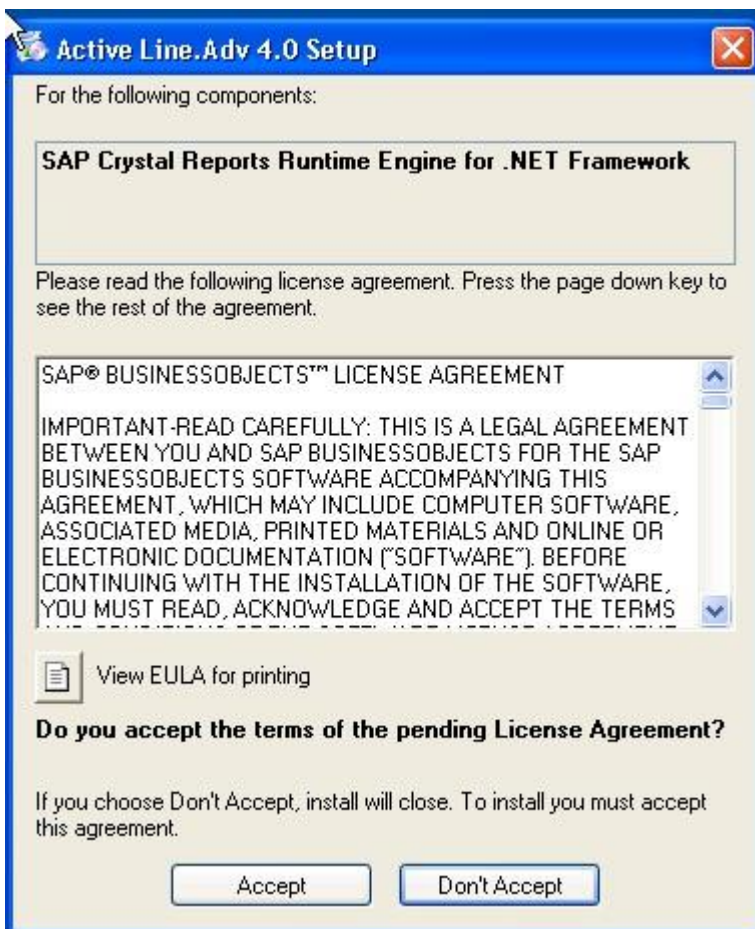 Active Line.Adv 4.0 Setup
For the following components:
SAP Crystal Reports Runtime Engine for .NET Framework
Please read the following license agreement. Press the page down key to
see the rest of the agreement.
SAP® BUSINESSOBJECTS™ LICENSE AGREEMENT
IMPORTANT-READ CAREFULLY: THIS IS A LEGAL AGREEMENT
BETWEEN YOU AND SAP BUSINESSOBJECTS FOR THE SAP
BUSINESSOBJECTS SOFTWARE ACCOMPANYING THIS
AGREEMENT, WHICH MAY INCLUDE COMPUTER SOFTWARE,
ASSOCIATED MEDIA, PRINTED MATERIALS AND ONLINE OR
ELECTRONIC DOCUMENTATION ("SOFTWARE"). BEFORE
CONTINUING WITH THE INSTALLATION OF THE SOFTWARE,
YOU MUST READ, ACKNOWLEDGE AND ACCEPT THE TERMS
View EULA for printing
Do you accept the terms of the pending License Agreement?
If you choose Don't Accept, install will close. To install you must accept
this agreement.
Accept
Don't Accept